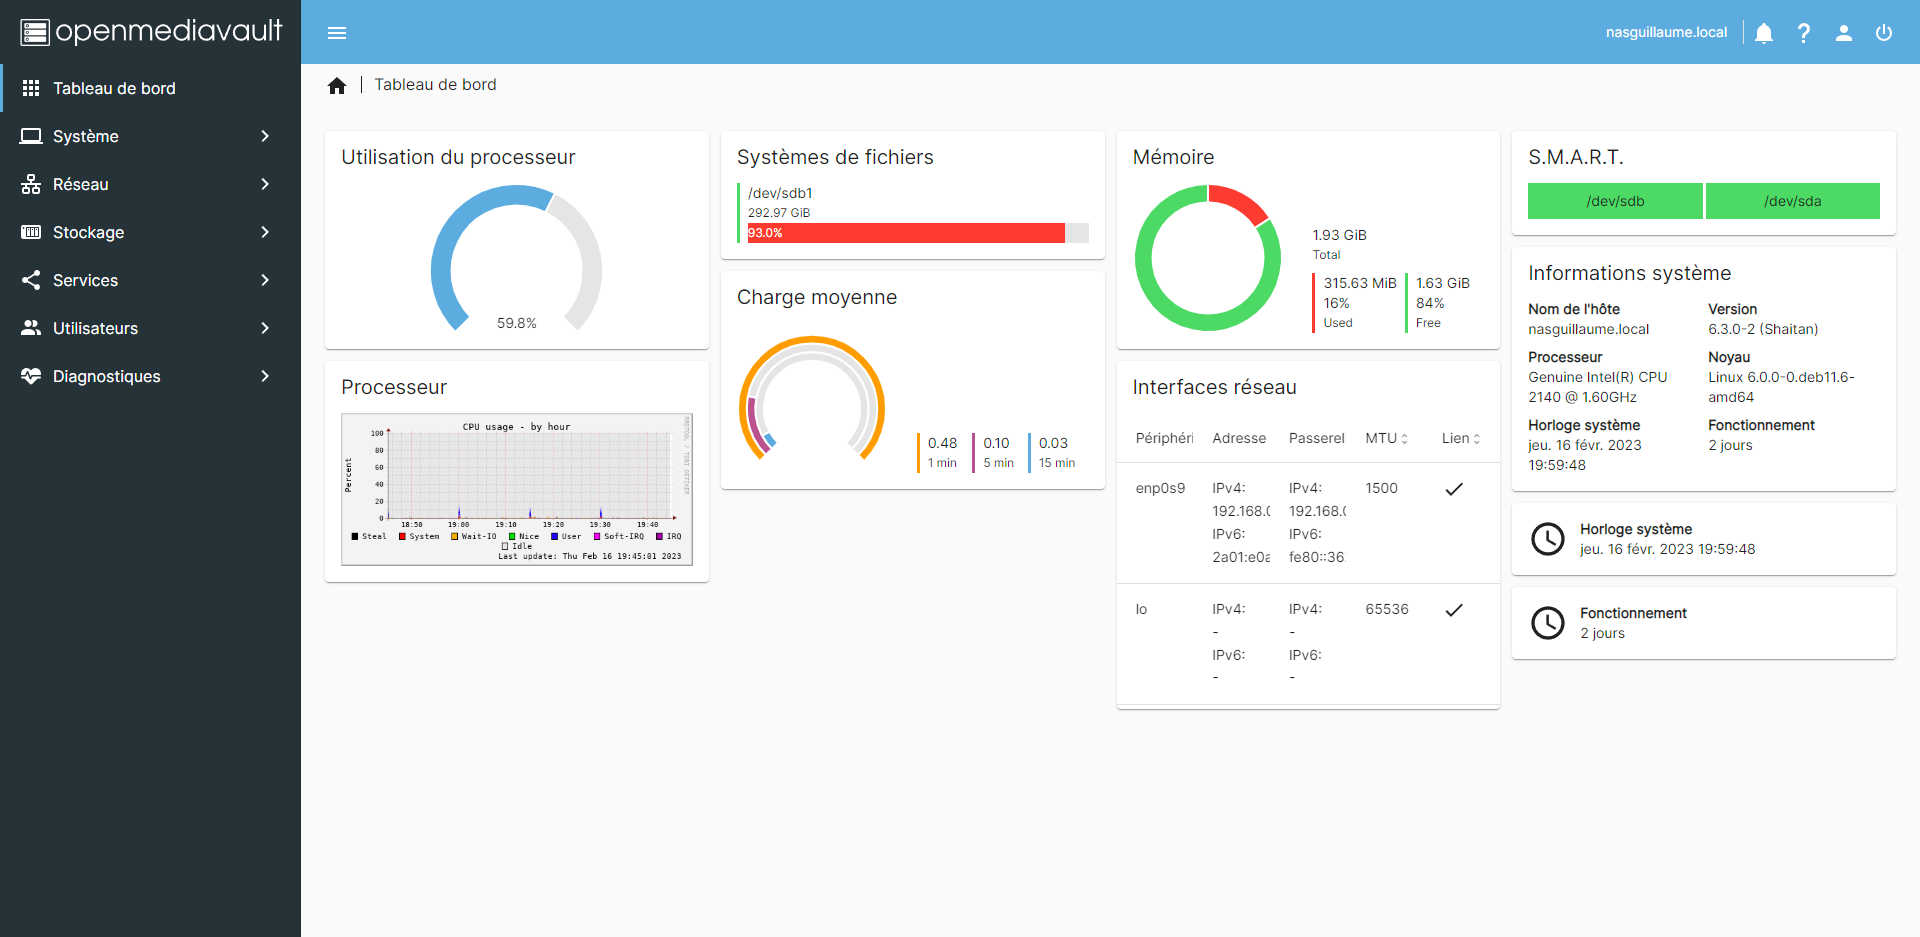 openmediavault
nasguillaume.local
Tableau de bord
Système
Réseau
Stockage
Services
Utilisateurs
Diagnostiques
Tableau de bord
Utilisation du processeur
59.8%
Processeur
CPU usage - by hour
Percent
100
80
60
40
20
0
18:50 19:00 19:10 19:20 19:30 19:40
Steal System Wait-IO Nice User Soft-IRQ IRQ
Idle
Last update: Thu Feb 16 19:45:01 2023
RRDTOOL / TOBI OETIKER
Systèmes de fichiers
/dev/sdb1
292.97 GiB
93.0%
Charge moyenne
0.48 0.10 0.03
1 min 5 min 15 min
Mémoire
1.93 GiB
Total
315.63 MiB 1.63 GiB
16% 84%
Used Free
Interfaces réseau
Périphéri Adresse Passerel MTU Lien
enp0s9 IPv4: IPv4: 1500
192.168.0 192.168.0
IPv6: IPv6:
2a01:e0a fe80::36
lo IPv4: IPv4: 65536
- -
IPv6: IPv6:
- -
S.M.A.R.T.
/dev/sdb /dev/sda
Informations système
Nom de l'hôte Version
nasguillaume.local 6.3.0-2 (Shaitan)
Processeur Noyau
Genuine Intel(R) CPU Linux 6.0.0-0.deb11.6-
2140 @ 1.60GHz amd64
Horloge système Fonctionnement
jeu. 16 févr. 2023 2 jours
19:59:48
Horloge système
jeu. 16 févr. 2023 19:59:48
Fonctionnement
2 jours